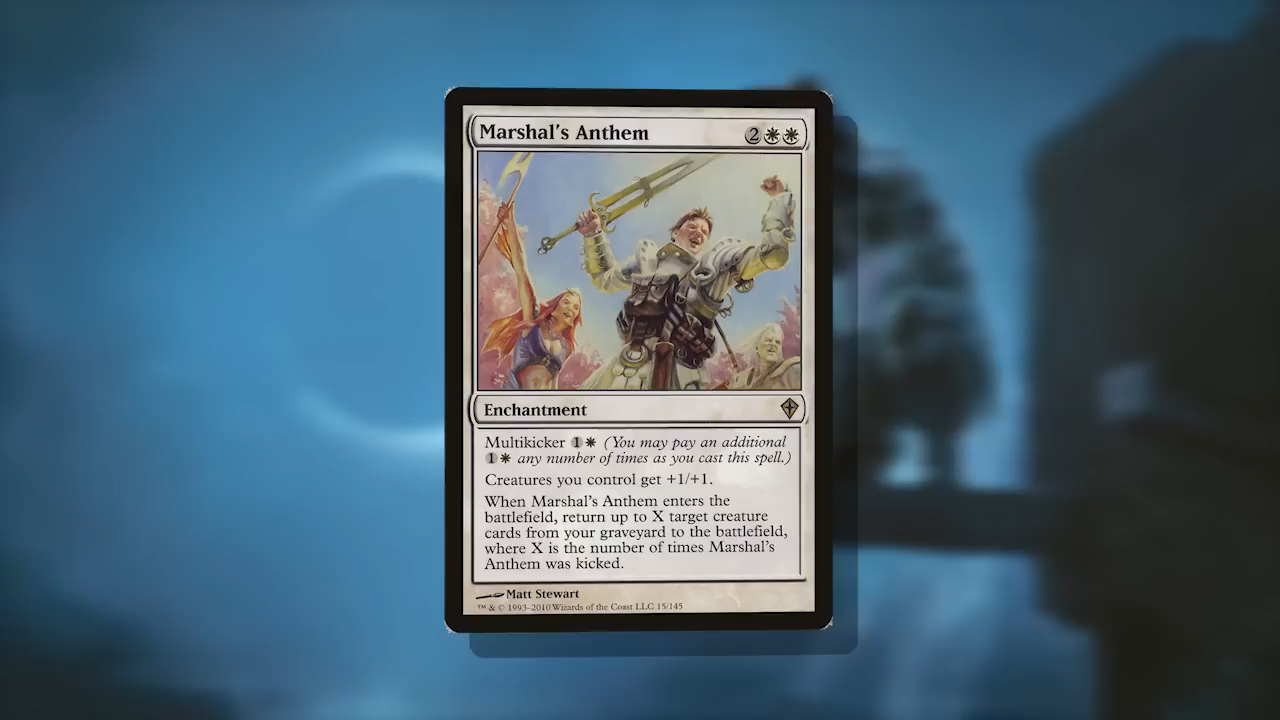 Marshal's Anthem 2
Enchantment
Multikicker 1 (You may pay an additional
1 any number of times as you cast this spell.)
Creatures you control get +1/+1.
When Marshal's Anthem enters the
battlefield, return up to X target creature
cards from your graveyard to the battlefield,
where X is the number of times Marshal's
Anthem was kicked.
Matt Stewart
™ & © 1993–2010 Wizards of the Coast LLC 15/145